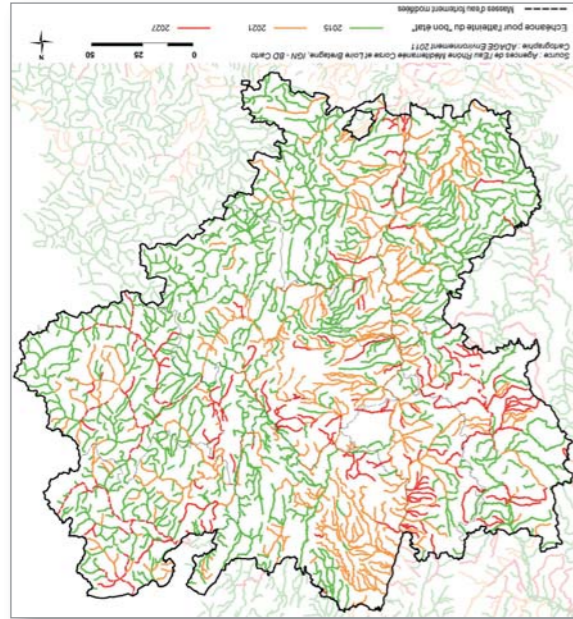 Source : Agences de l'Eau Rhône Méditerranée Corse et Loire Bretagne, IGN - BD Carto
Cartographie : ADAGE Environnement 2011
0 25 50
N
Echéance pour l'atteinte du "bon état" 2015 2021 2027
Masses d'eau fortement modifiées